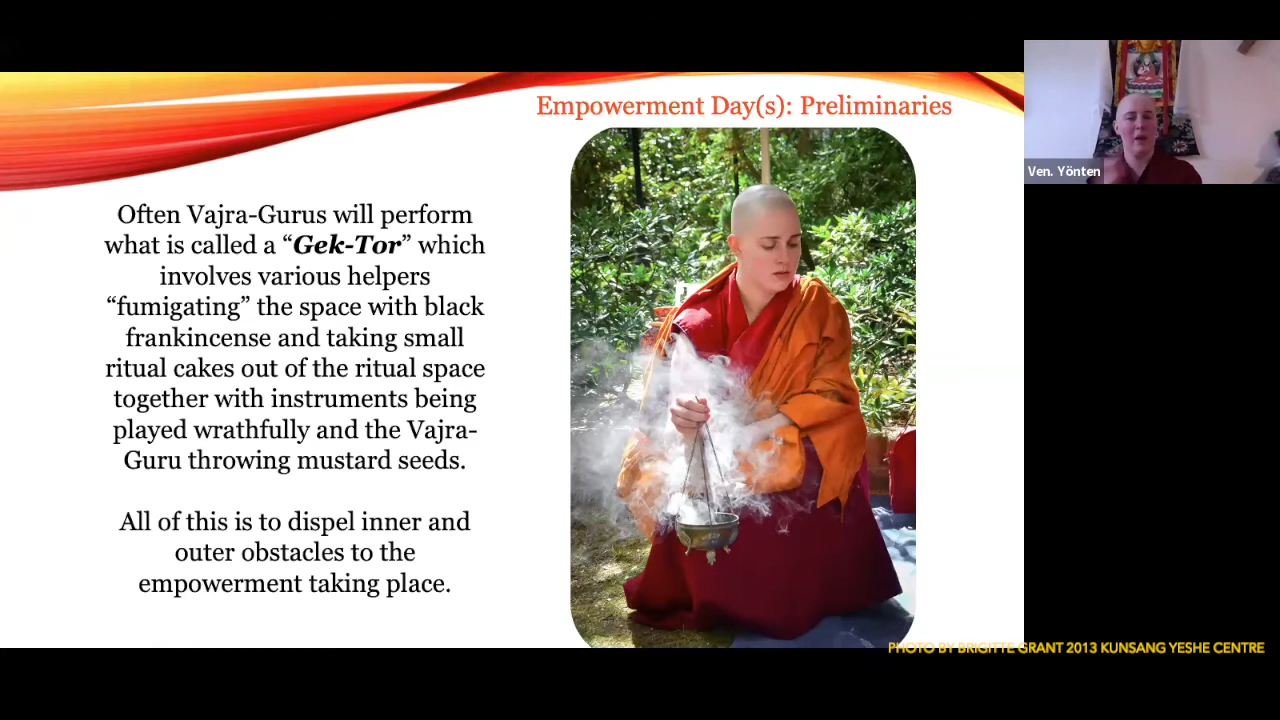 Empowerment Day(s): Preliminaries
Often Vajra-Gurus will perform
what is called a “Gek-Tor” which
involves various helpers
“fumigating” the space with black
frankincense and taking small
ritual cakes out of the ritual space
together with instruments being
played wrathfully and the Vajra-
Guru throwing mustard seeds.
All of this is to dispel inner and
outer obstacles to the
empowerment taking place.
Ven. Yönten
PHOTO BY BRIGITTE GRANT 2013 KUNSANG YESHE CENTRE